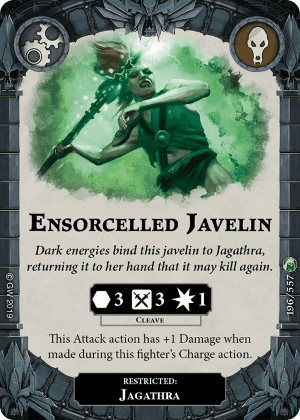 ENSORCELLED JAVELIN
Dark energies bind this javelin to Jagathra,
returning it to her hand that it may kill again.
3 3 1
CLEAVE
This Attack action has +1 Damage when
made during this fighter's Charge action.
RESTRICTED:
JAGATHRA
© GW 2019
196/557